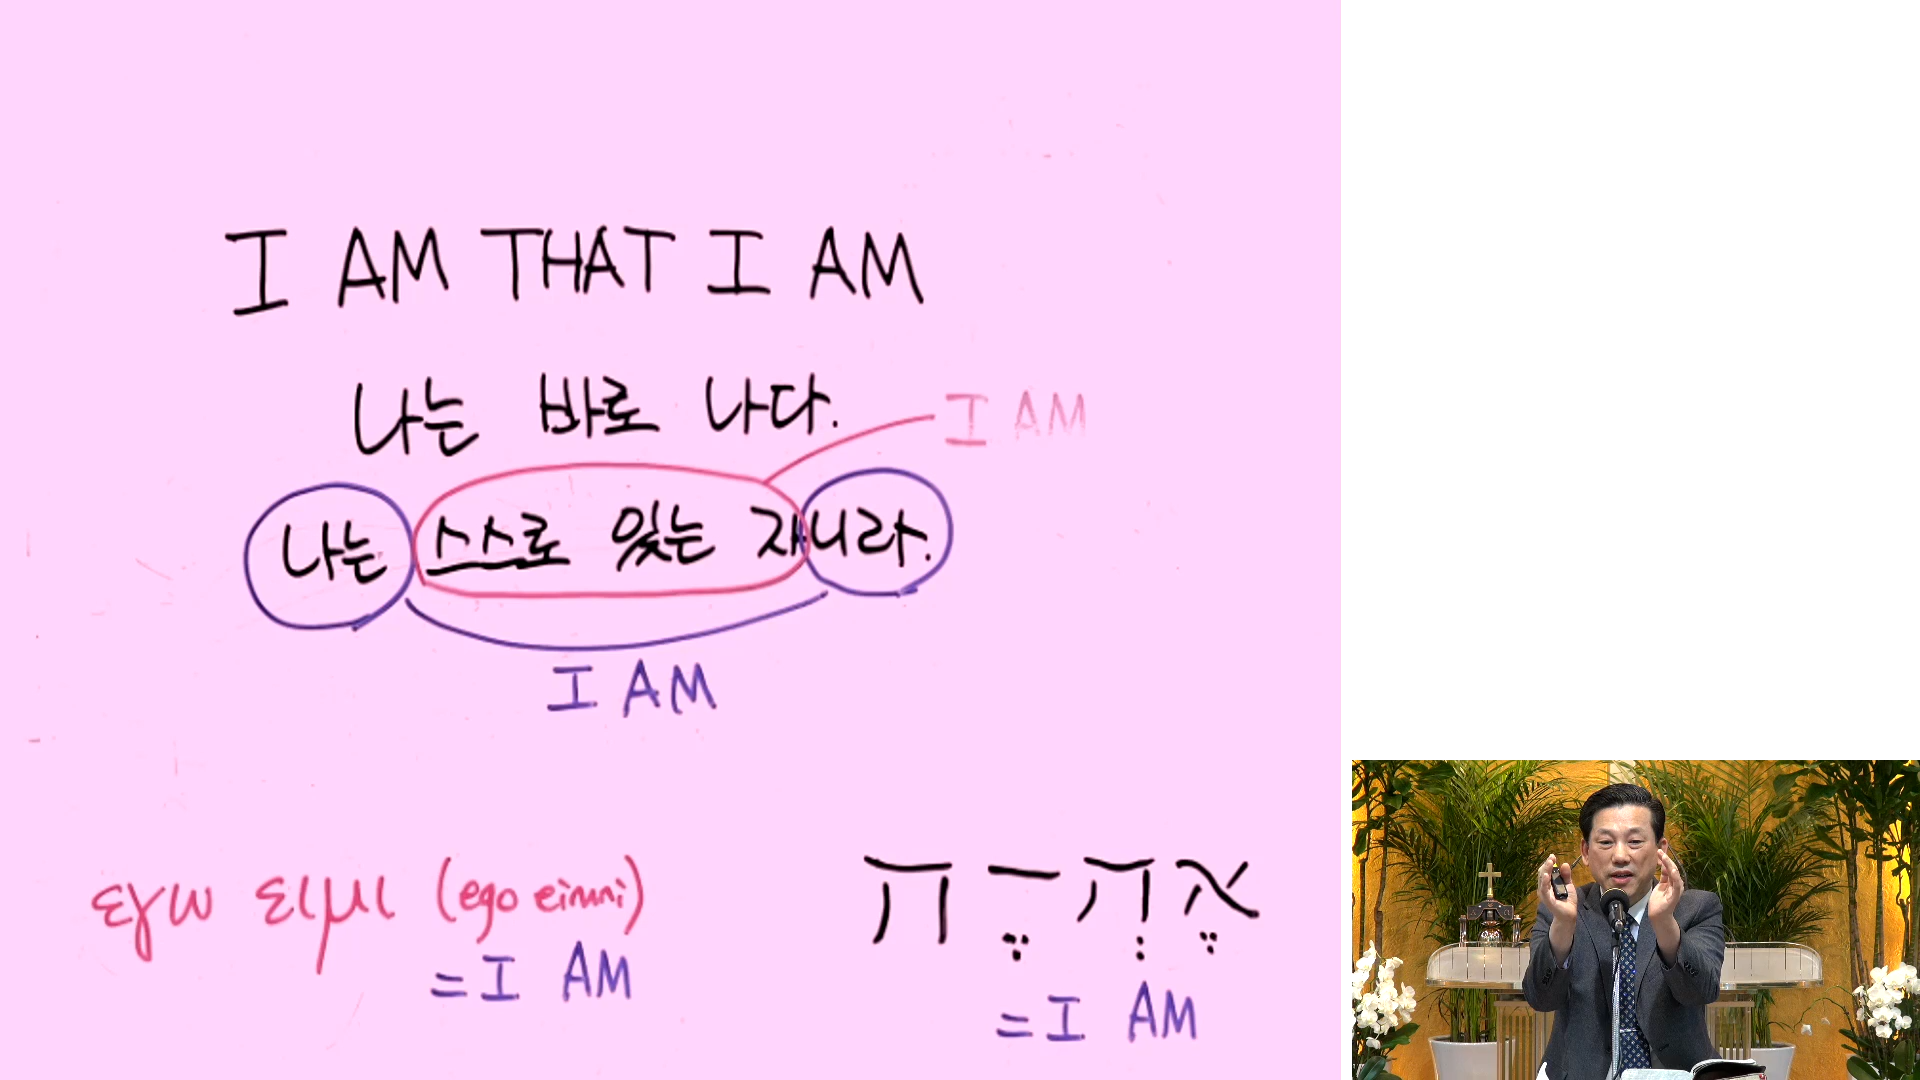 I AM THAT I AM
나는 바로 나다.
I AM
나는 스스로 있는 자니라.
I AM
εγω ειμι (ego eimi)
= I AM
אֶהְיֶה
= I AM